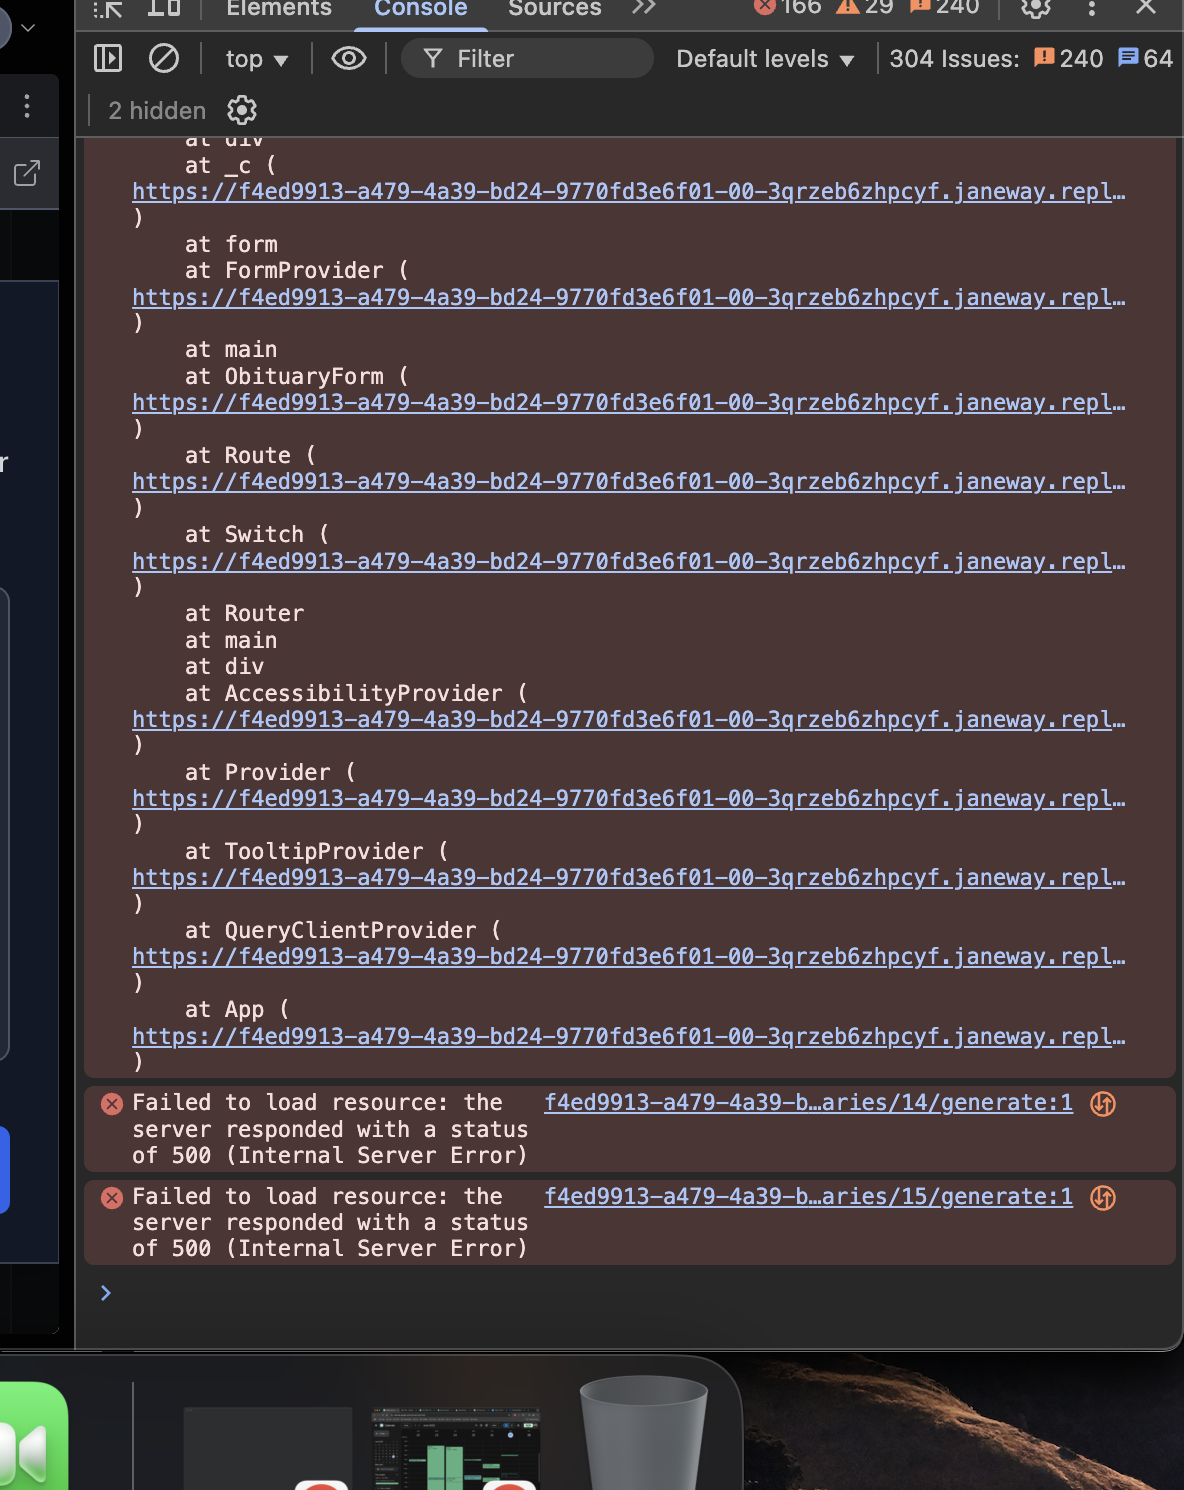 Elements Console Sources
166 29 240
top Filter Default levels 304 Issues: 240 64
2 hidden
at div
at _c (
https://f4ed9913-a479-4a39-bd24-9770fd3e6f01-00-3qrzeb6zhpcyf.janeway.repl…
)
at form
at FormProvider (
https://f4ed9913-a479-4a39-bd24-9770fd3e6f01-00-3qrzeb6zhpcyf.janeway.repl…
)
at main
at ObituaryForm (
https://f4ed9913-a479-4a39-bd24-9770fd3e6f01-00-3qrzeb6zhpcyf.janeway.repl…
)
at Route (
https://f4ed9913-a479-4a39-bd24-9770fd3e6f01-00-3qrzeb6zhpcyf.janeway.repl…
)
at Switch (
https://f4ed9913-a479-4a39-bd24-9770fd3e6f01-00-3qrzeb6zhpcyf.janeway.repl…
)
at Router
at main
at div
at AccessibilityProvider (
https://f4ed9913-a479-4a39-bd24-9770fd3e6f01-00-3qrzeb6zhpcyf.janeway.repl…
)
at Provider (
https://f4ed9913-a479-4a39-bd24-9770fd3e6f01-00-3qrzeb6zhpcyf.janeway.repl…
)
at TooltipProvider (
https://f4ed9913-a479-4a39-bd24-9770fd3e6f01-00-3qrzeb6zhpcyf.janeway.repl…
)
at QueryClientProvider (
https://f4ed9913-a479-4a39-bd24-9770fd3e6f01-00-3qrzeb6zhpcyf.janeway.repl…
)
at App (
https://f4ed9913-a479-4a39-bd24-9770fd3e6f01-00-3qrzeb6zhpcyf.janeway.repl…
)
Failed to load resource: the f4ed9913-a479-4a39-b…aries/14/generate:1
server responded with a status
of 500 (Internal Server Error)
Failed to load resource: the f4ed9913-a479-4a39-b…aries/15/generate:1
server responded with a status
of 500 (Internal Server Error)